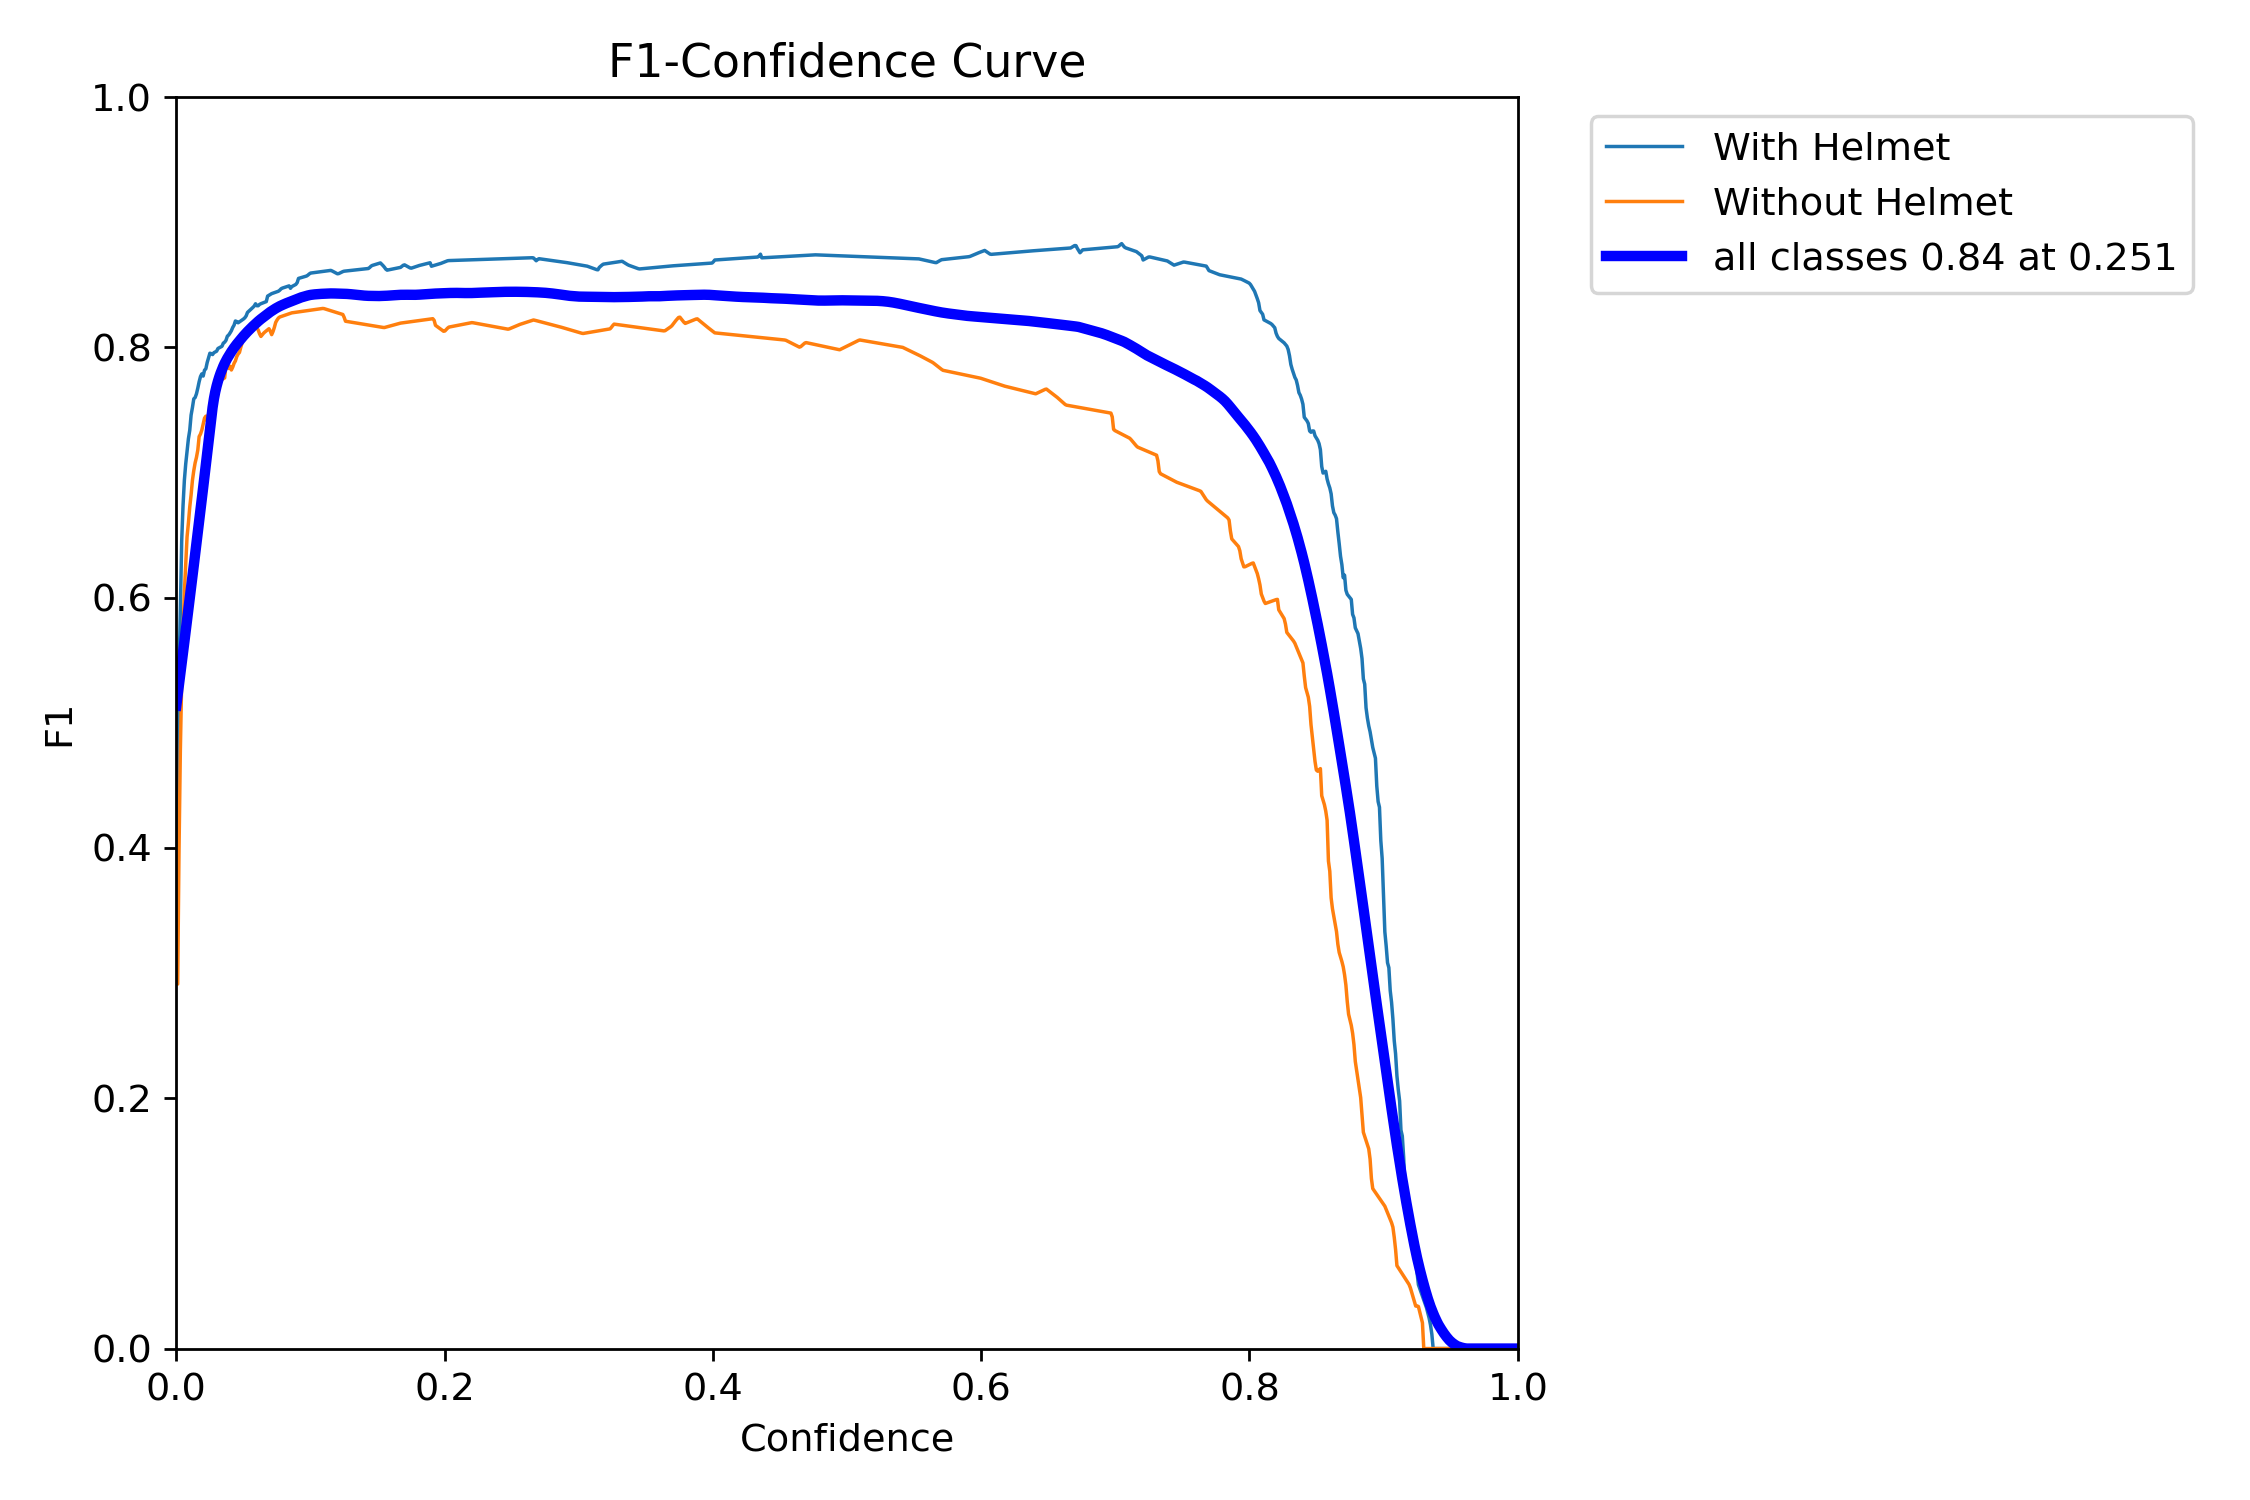 F1-Confidence Curve
1.0
0.8
0.6
0.4
0.2
0.0
F1
0.0 0.2 0.4 0.6 0.8 1.0
Confidence
With Helmet
Without Helmet
all classes 0.84 at 0.251